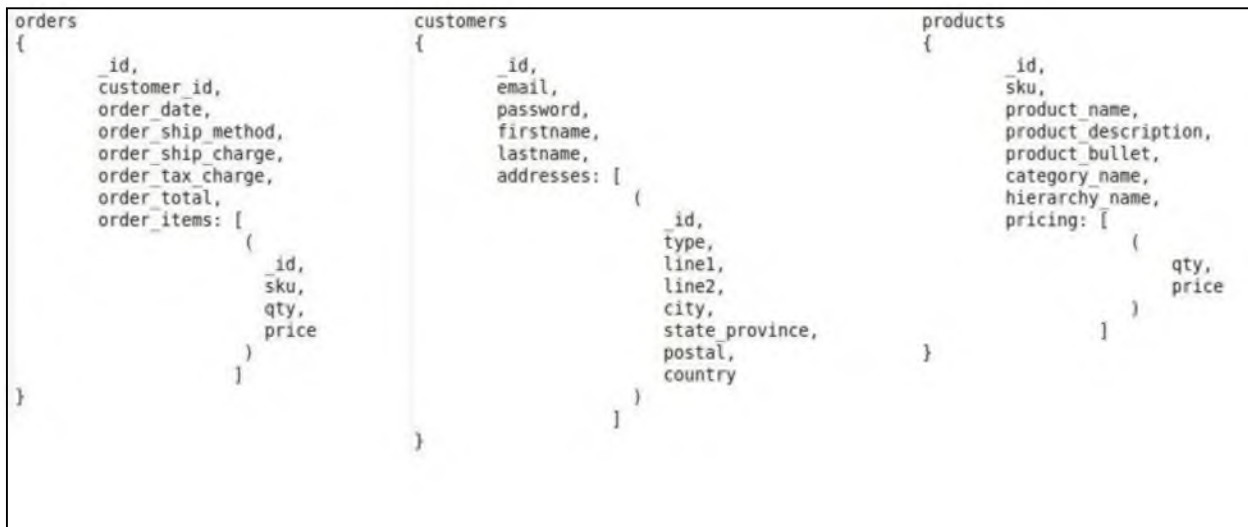 orders
{
_id,
customer_id,
order_date,
order_ship_method,
order_ship_charge,
order_tax_charge,
order_total,
order_items: [
(
_id,
sku,
qty,
price
)
]
}
customers
{
_id,
email,
password,
firstname,
lastname,
addresses: [
(
_id,
type,
line1,
line2,
city,
state_province,
postal,
country
)
]
}
products
{
_id,
sku,
product_name,
product_description,
product_bullet,
category_name,
hierarchy_name,
pricing: [
(
qty,
price
)
]
}